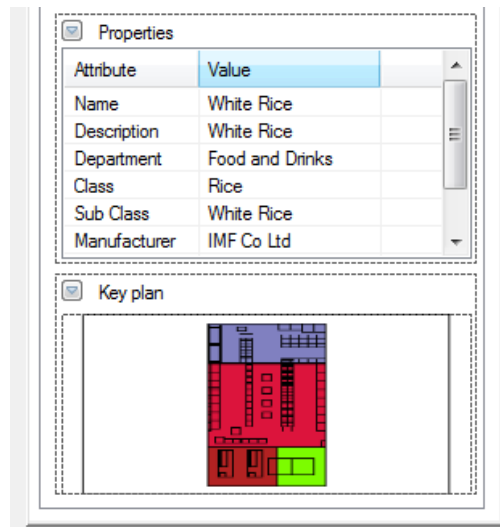 Properties
Attribute Value
Name White Rice
Description White Rice
Department Food and Drinks
Class Rice
Sub Class White Rice
Manufacturer IMF Co Ltd
Key plan